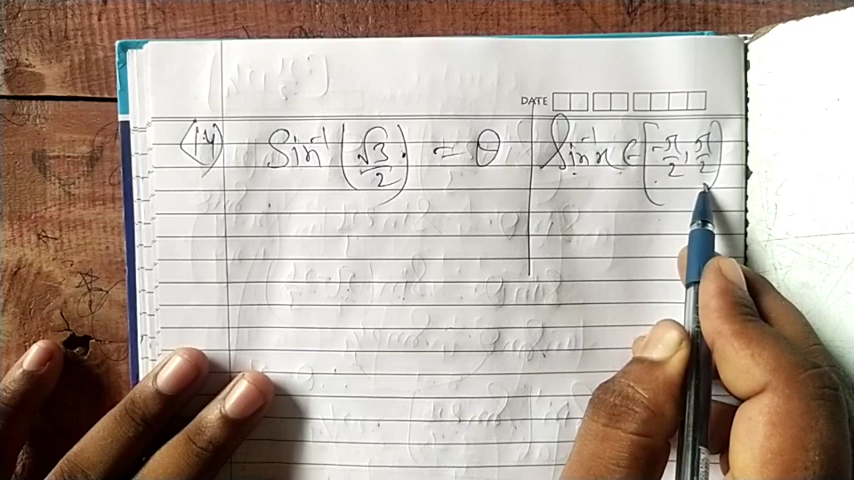 DATE
(14) Sin⁻¹(√3/2) = θ
Sin⁻¹x ∈ [-π/2, π/2]